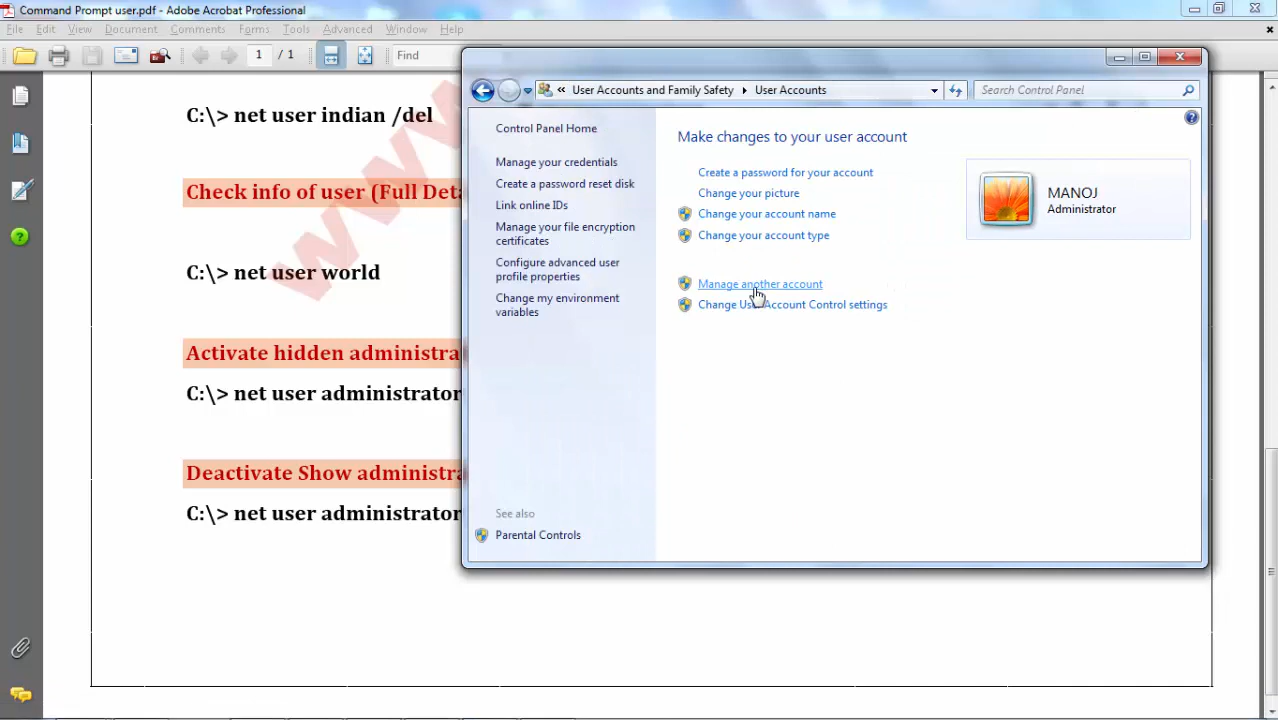 Command Prompt user.pdf - Adobe Acrobat Professional
File Edit View Document Comments Forms Tools Advanced Window Help
1 / 1 Find
C:\> net user indian /del
Check info of user (Full Deta
C:\> net user world
Activate hidden administra
C:\> net user administrator
Deactivate Show administra
C:\> net user administrator
www
User Accounts and Family Safety User Accounts
Search Control Panel
Control Panel Home
Manage your credentials
Create a password reset disk
Link online IDs
Manage your file encryption
certificates
Configure advanced user
profile properties
Change my environment
variables
See also
Parental Controls
Make changes to your user account
Create a password for your account
Change your picture
Change your account name
Change your account type
Manage another account
Change User Account Control settings
MANOJ
Administrator